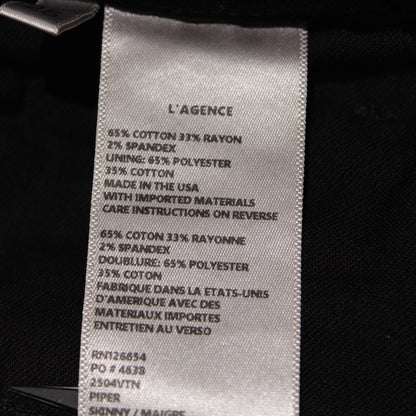 L'AGENCE
65% COTTON 33% RAYON
2% SPANDEX
LINING: 65% POLYESTER
35% COTTON
MADE IN THE USA
WITH IMPORTED MATERIALS
CARE INSTRUCTIONS ON REVERSE
65% COTON 33% RAYONNE
2% SPANDEX
DOUBLURE: 65% POLYESTER
35% COTON
FABRIQUE DANS LA ETATS-UNIS
D'AMERIQUE AVEC DES
MATERIAUX IMPORTES
ENTRETIEN AU VERSO
RN126654
PO # 4638
2504VTN
PIPER
SKINNY / MAIGRE